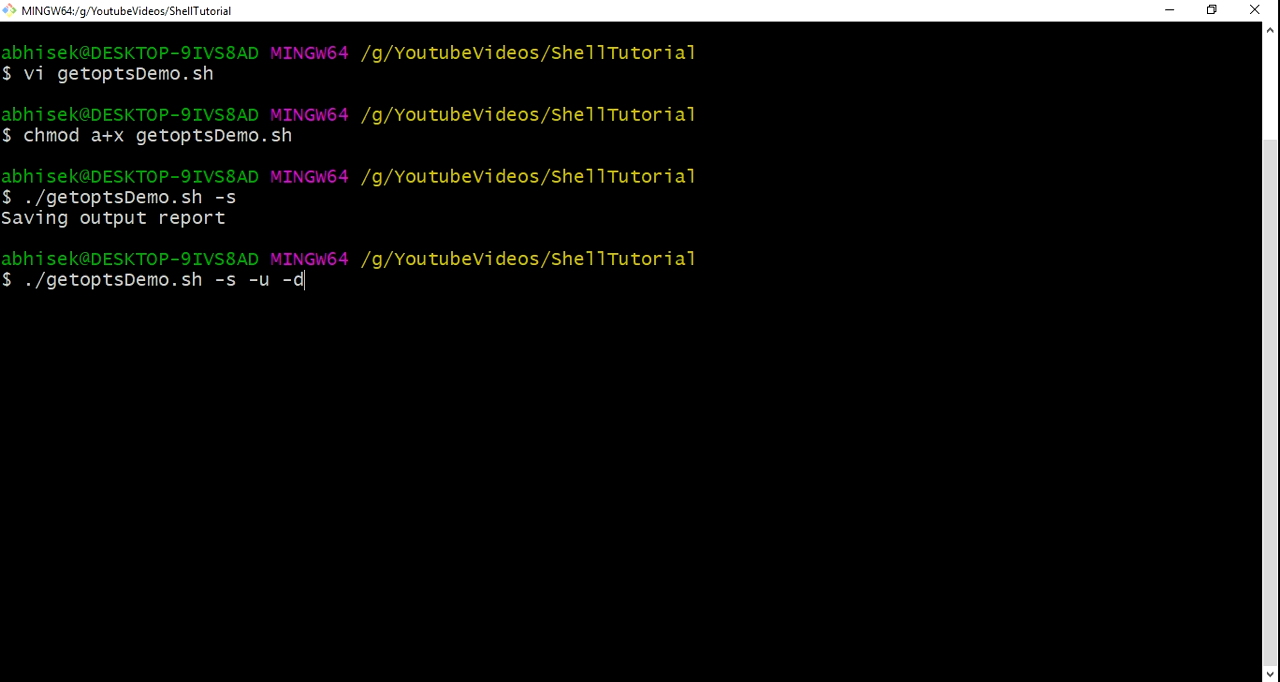 MINGW64:/g/YoutubeVideos/ShellTutorial
abhisek@DESKTOP-9IVS8AD MINGW64 /g/YoutubeVideos/ShellTutorial
$ vi getoptsDemo.sh
abhisek@DESKTOP-9IVS8AD MINGW64 /g/YoutubeVideos/ShellTutorial
$ chmod a+x getoptsDemo.sh
abhisek@DESKTOP-9IVS8AD MINGW64 /g/YoutubeVideos/ShellTutorial
$ ./getoptsDemo.sh -s
Saving output report
abhisek@DESKTOP-9IVS8AD MINGW64 /g/YoutubeVideos/ShellTutorial
$ ./getoptsDemo.sh -s -u -d